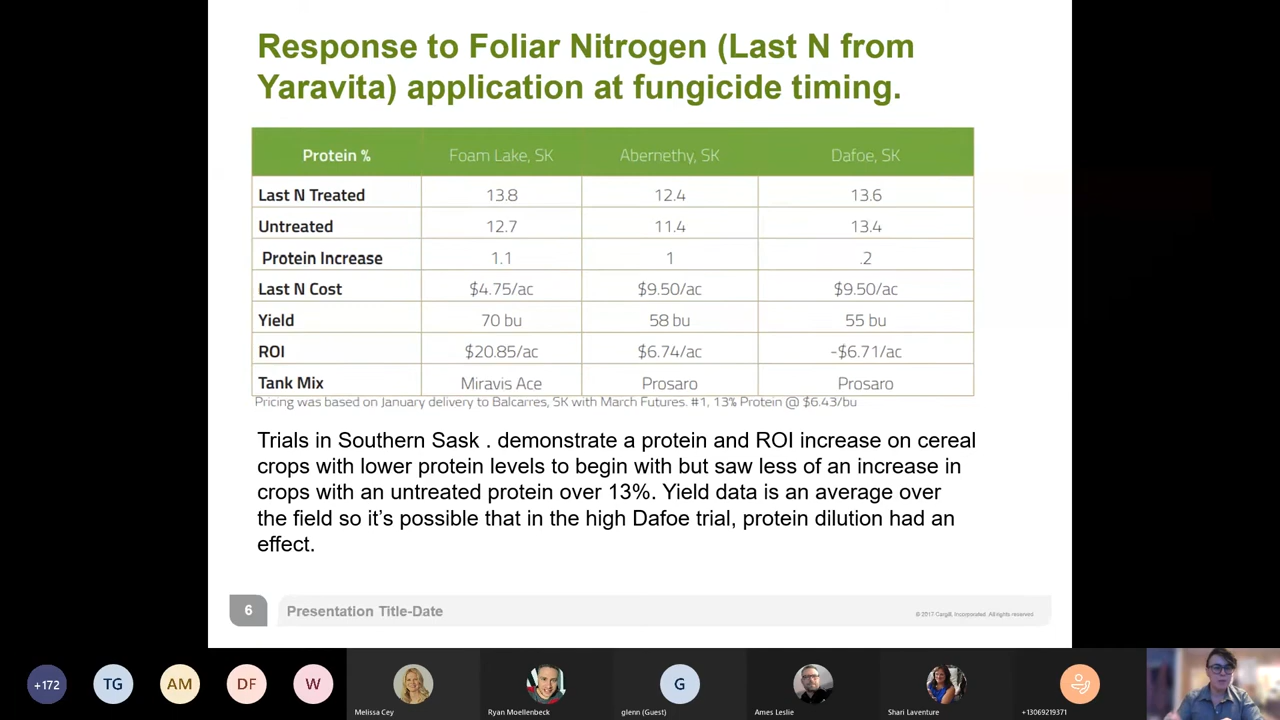 Response to Foliar Nitrogen (Last N from
Yaravita) application at fungicide timing.
Protein % Foam Lake, SK Abernethy, SK Dafoe, SK
Last N Treated 13.8 12.4 13.6
Untreated 12.7 11.4 13.4
Protein Increase 1.1 1 .2
Last N Cost $4.75/ac $9.50/ac $9.50/ac
Yield 70 bu 58 bu 55 bu
ROI $20.85/ac $6.74/ac -$6.71/ac
Tank Mix Miravis Ace Prosaro Prosaro
Pricing was based on January delivery to Balcarres, SK with March Futures. #1, 13% Protein @ $6.43/bu
Trials in Southern Sask . demonstrate a protein and ROI increase on cereal
crops with lower protein levels to begin with but saw less of an increase in
crops with an untreated protein over 13%. Yield data is an average over
the field so it's possible that in the high Dafoe trial, protein dilution had an
effect.
6 Presentation Title-Date © 2017 Cargill, Incorporated. All rights reserved.
+172 TG AM DF W G
Melissa Cey Ryan Moellenbeck glenn (Guest) Ames Leslie Shari Laventure +13069219371